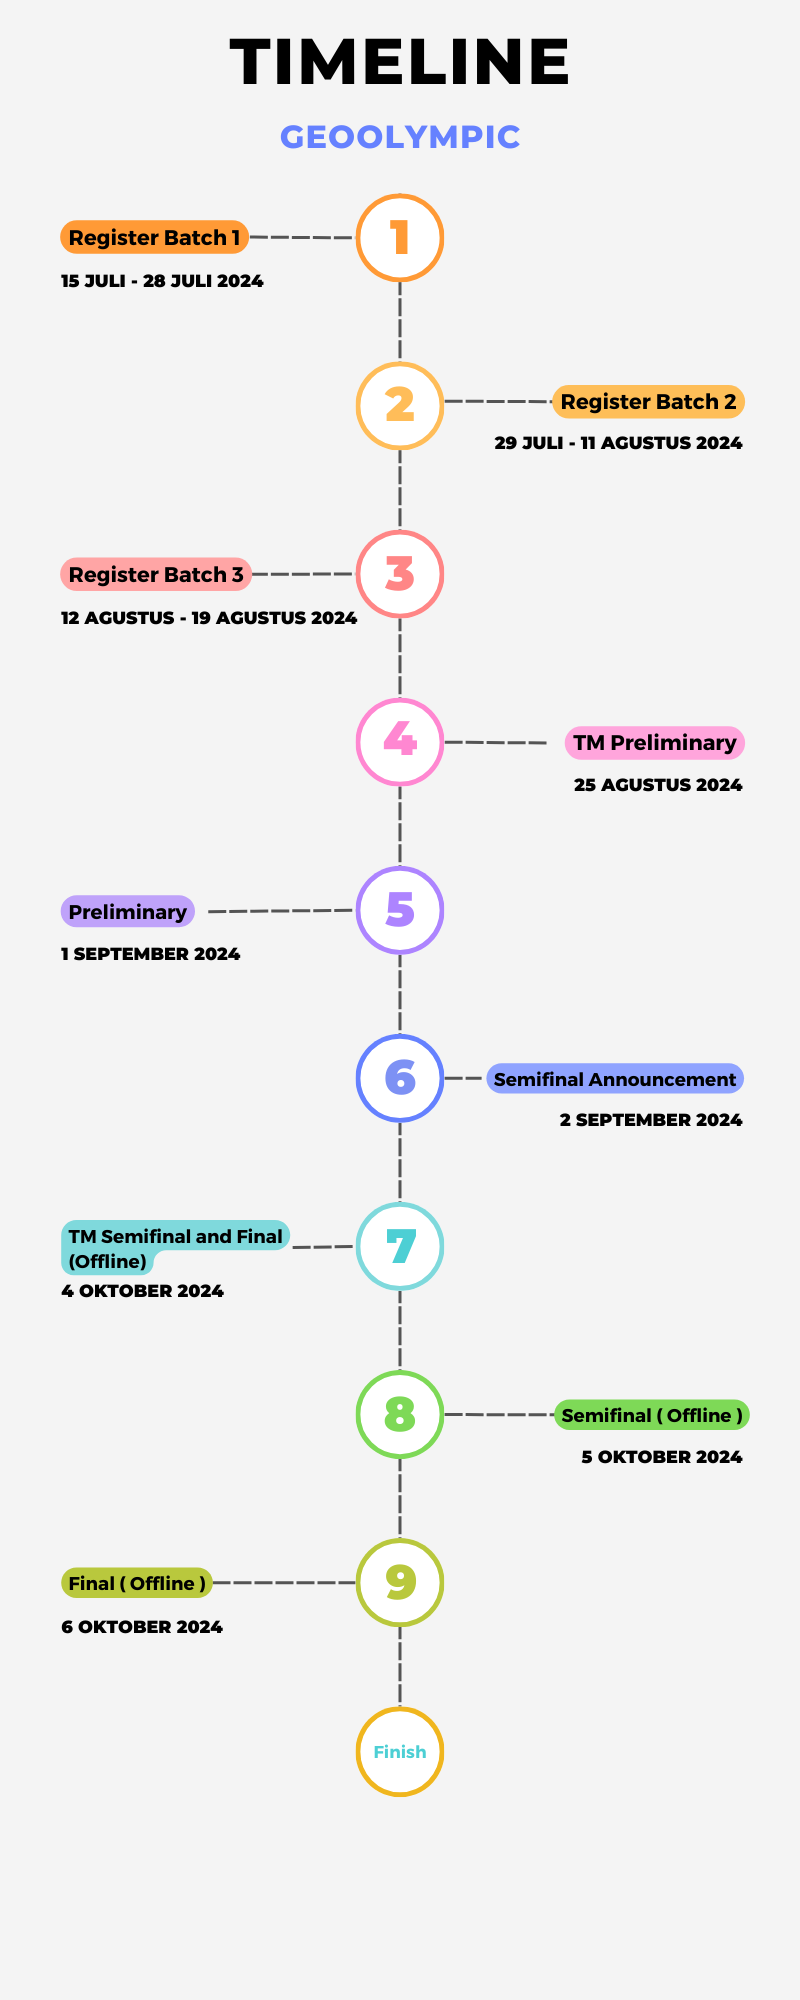 TIMELINE
GEOOLYMPIC
1
Register Batch 1
15 JULI - 28 JULI 2024
2
Register Batch 2
29 JULI - 11 AGUSTUS 2024
3
Register Batch 3
12 AGUSTUS - 19 AGUSTUS 2024
4
TM Preliminary
25 AGUSTUS 2024
5
Preliminary
1 SEPTEMBER 2024
6
Semifinal Announcement
2 SEPTEMBER 2024
7
TM Semifinal and Final
(Offline)
4 OKTOBER 2024
8
Semifinal ( Offline )
5 OKTOBER 2024
9
Final ( Offline )
6 OKTOBER 2024
Finish